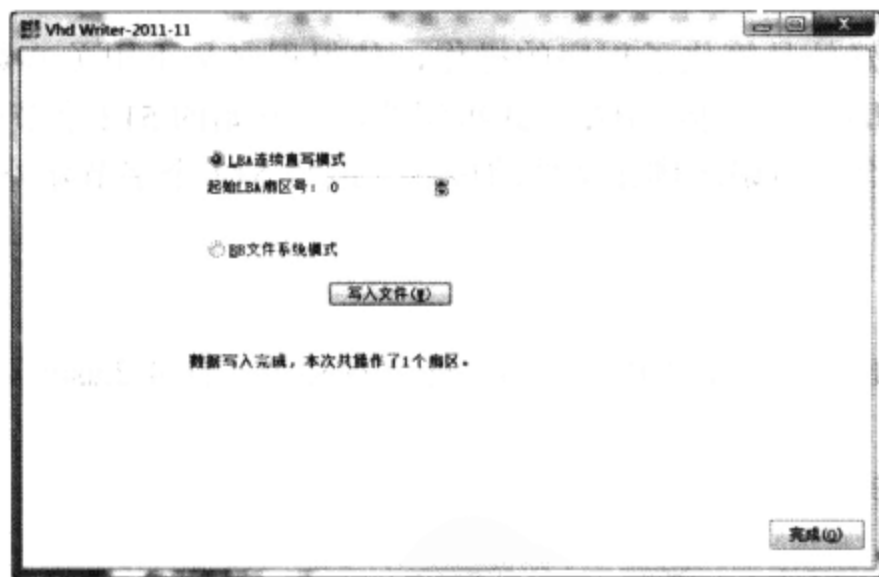 Vhd Writer-2011-11
LBA连续直写模式
起始LBA扇区号： 0
BB文件系统模式
写入文件(W)
数据写入完成，本次共操作了1个扇区。
完成(O)